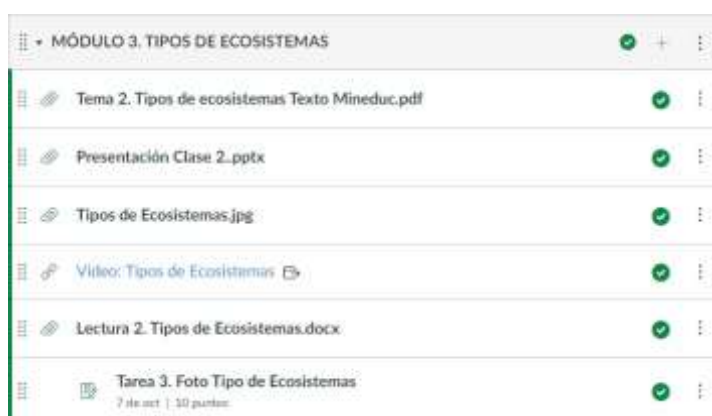 MÓDULO 3. TIPOS DE ECOSISTEMAS
Tema 2. Tipos de ecosistemas Texto Mineduc.pdf
Presentación Clase 2..pptx
Tipos de Ecosistemas.jpg
Video: Tipos de Ecosistemas
Lectura 2. Tipos de Ecosistemas.docx
Tarea 3. Foto Tipo de Ecosistemas
7 de oct | 10 puntos